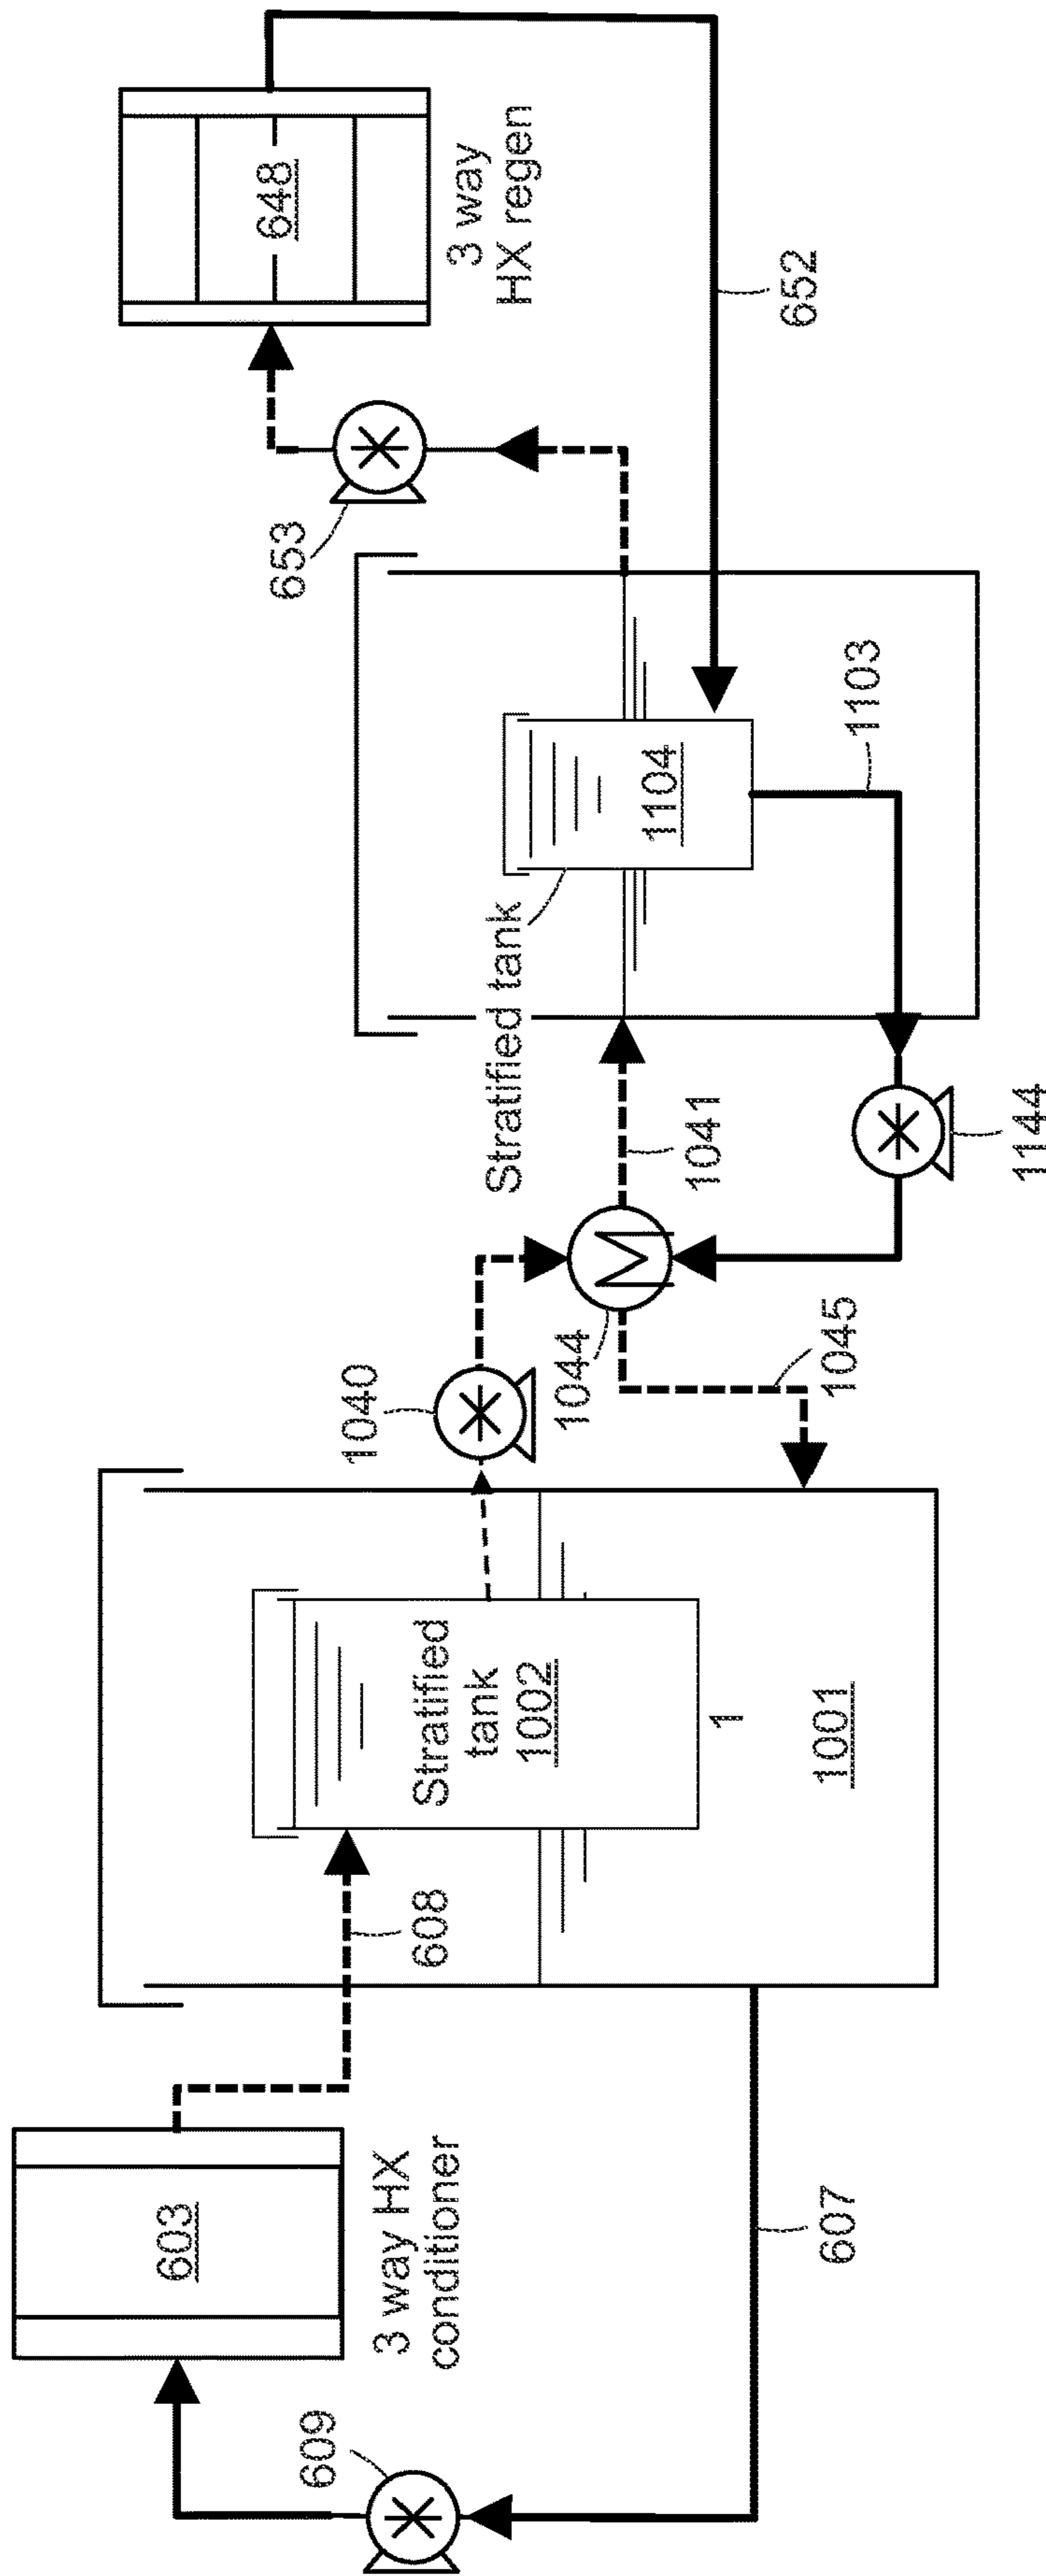 603
3 way HX
conditioner
609
607
608
Stratified
tank
1002
1
1001
1040
1044
1045
1041
1144
Stratified tank
1104
1103
653
648
3 way
HX regen
652